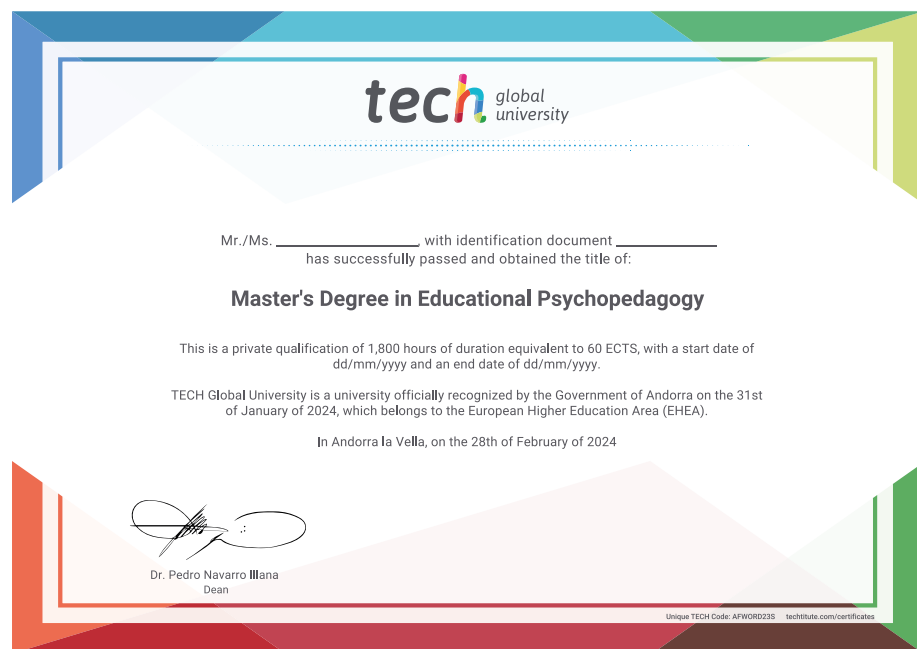 tech global university
Mr./Ms. ____________, with identification document ____________
has successfully passed and obtained the title of:
Master's Degree in Educational Psychopedagogy
This is a private qualification of 1,800 hours of duration equivalent to 60 ECTS, with a start date of
dd/mm/yyyy and an end date of dd/mm/yyyy.
TECH Global University is a university officially recognized by the Government of Andorra on the 31st
of January of 2024, which belongs to the European Higher Education Area (EHEA).
In Andorra la Vella, on the 28th of February of 2024
Dr. Pedro Navarro Illana
Dean
Unique TECH Code: AFWORD23S techtitute.com/certificates